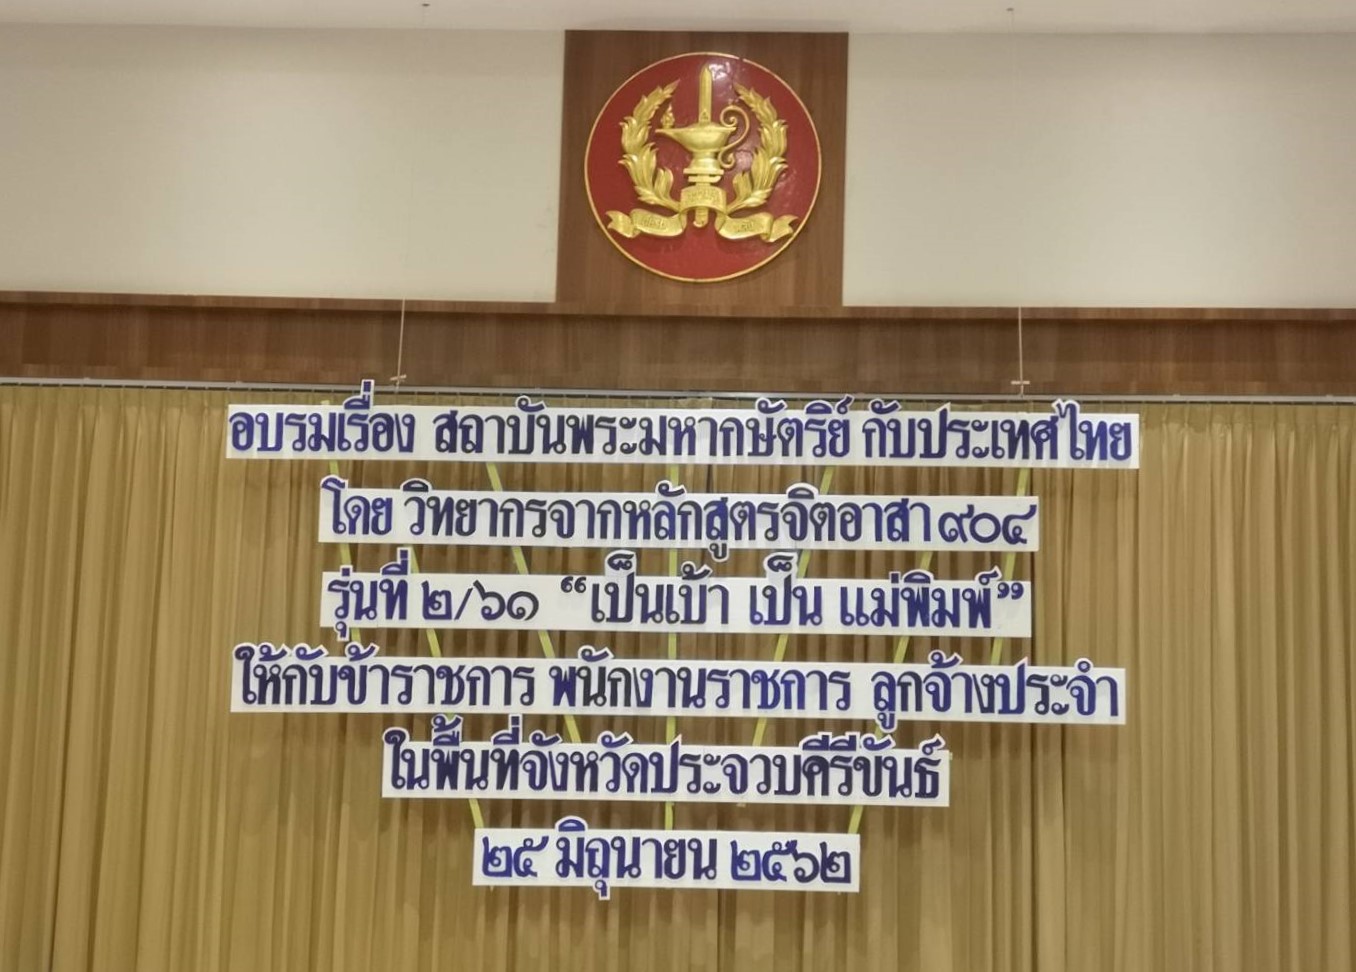 อบรมเรื่อง สถาบันพระมหากษัตริย์ กับประเทศไทย
โดย วิทยากรจากหลักสูตรจิตอาสา ๙๐๔
รุ่นที่ ๒/๖๑ “เป็นเบ้า เป็น แม่พิมพ์”
ให้กับข้าราชการ พนักงานราชการ ลูกจ้างประจำ
ในพื้นที่จังหวัดประจวบคีรีขันธ์
๒๕ มิถุนายน ๒๕๖๒